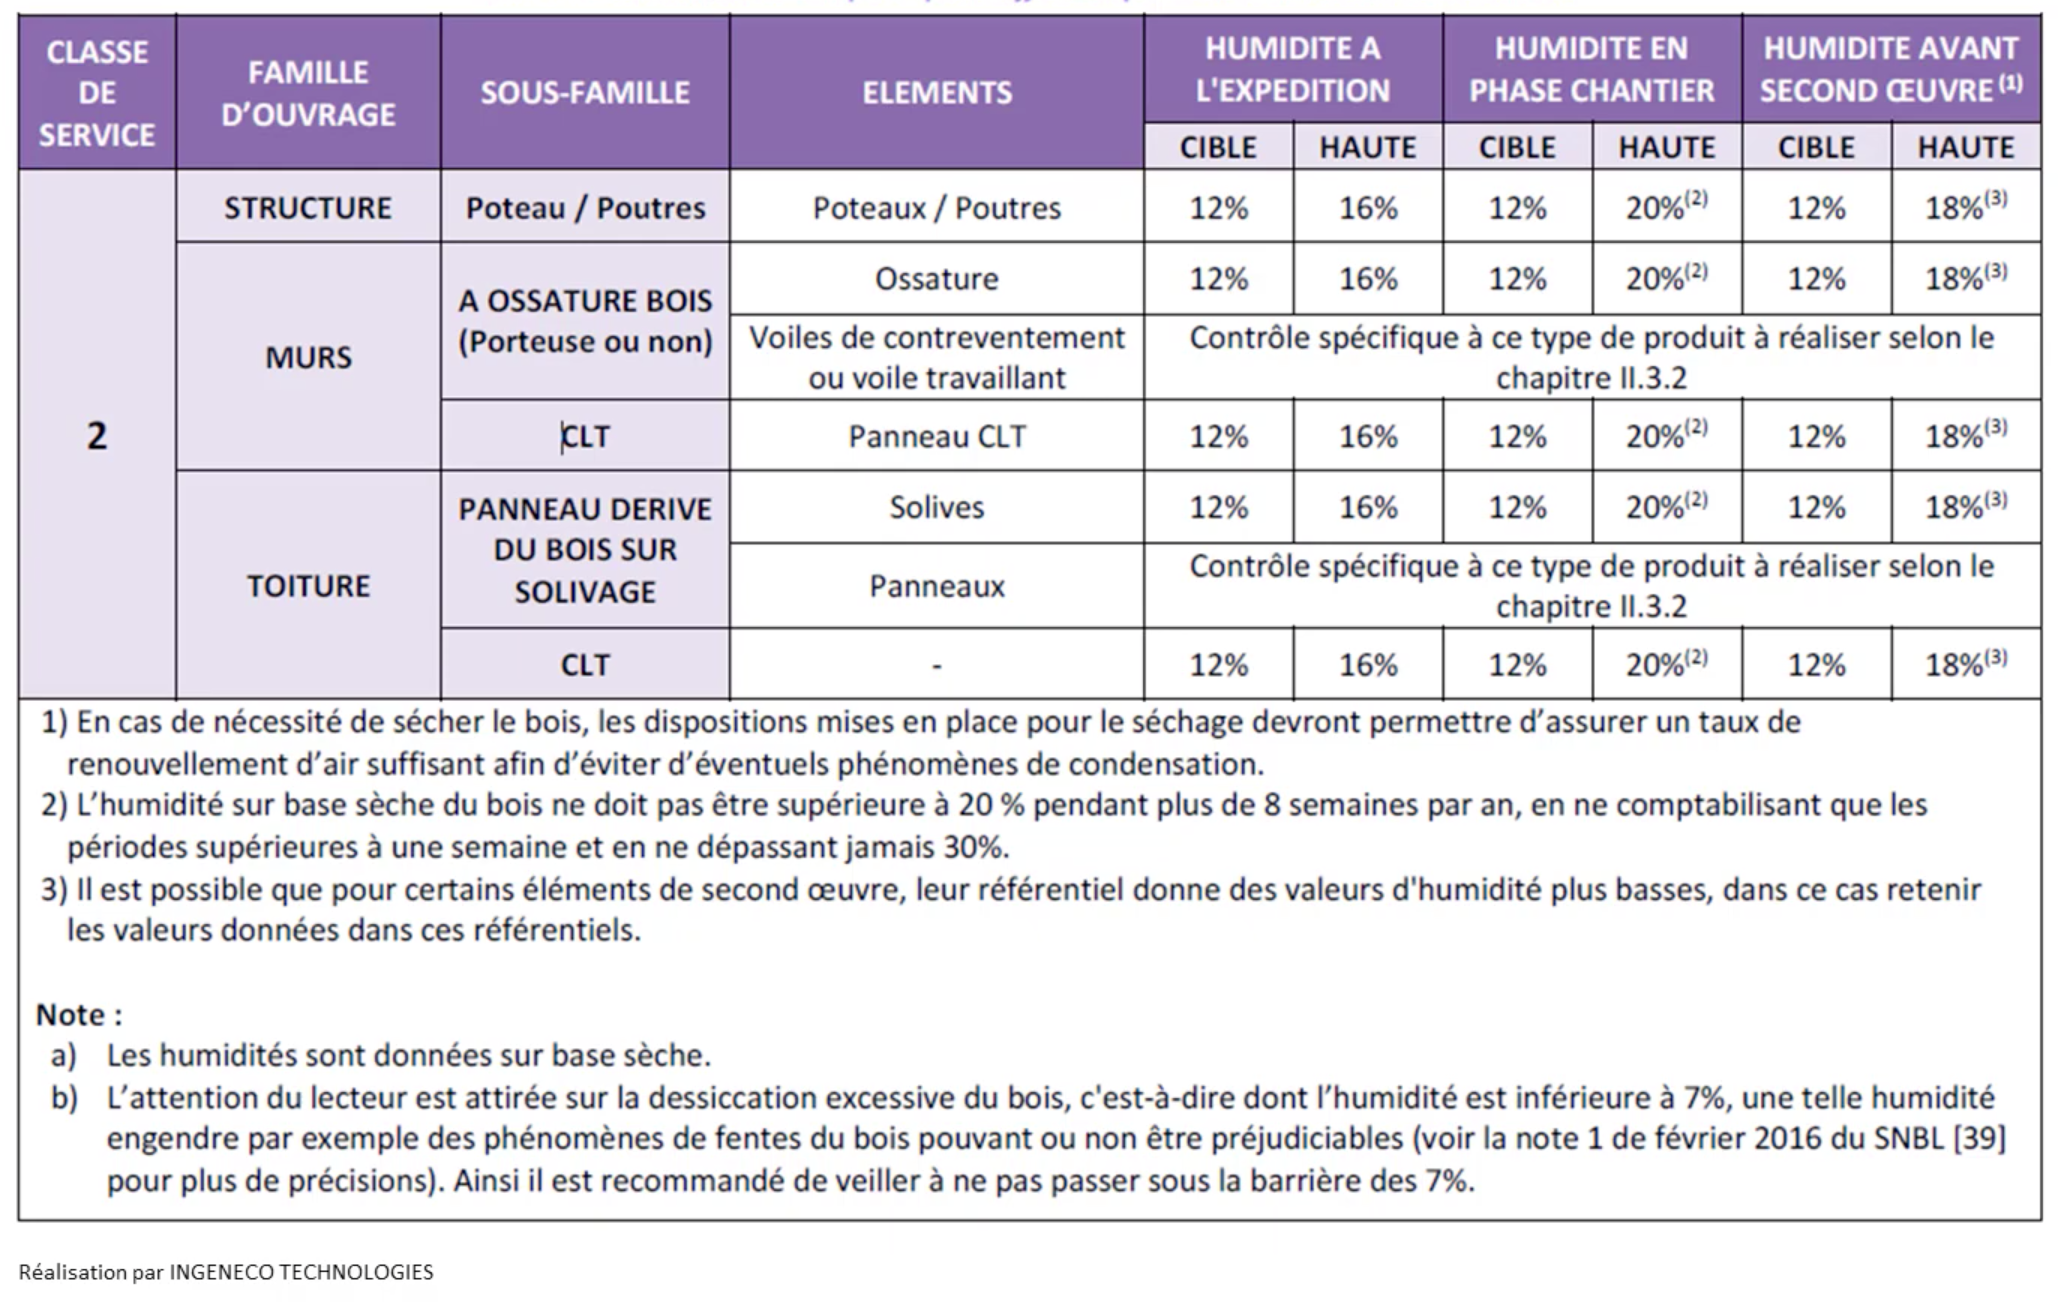 CLASSE
DE
SERVICE
FAMILLE
D’OUVRAGE
SOUS-FAMILLE
ELEMENTS
HUMIDITE A
L'EXPEDITION
HUMIDITE EN
PHASE CHANTIER
HUMIDITE AVANT
SECOND ŒUVRE (1)
CIBLE HAUTE CIBLE HAUTE CIBLE HAUTE
2
STRUCTURE Poteau / Poutres Poteaux / Poutres 12% 16% 12% 20%(2) 12% 18%(3)
MURS
A OSSATURE BOIS
(Porteuse ou non)
Ossature 12% 16% 12% 20%(2) 12% 18%(3)
Voiles de contreventement
ou voile travaillant
Contrôle spécifique à ce type de produit à réaliser selon le
chapitre II.3.2
CLT Panneau CLT 12% 16% 12% 20%(2) 12% 18%(3)
TOITURE
PANNEAU DERIVE
DU BOIS SUR
SOLIVAGE
Solives 12% 16% 12% 20%(2) 12% 18%(3)
Panneaux
Contrôle spécifique à ce type de produit à réaliser selon le
chapitre II.3.2
CLT - 12% 16% 12% 20%(2) 12% 18%(3)
1) En cas de nécessité de sécher le bois, les dispositions mises en place pour le séchage devront permettre d’assurer un taux de
renouvellement d’air suffisant afin d’éviter d’éventuels phénomènes de condensation.
2) L’humidité sur base sèche du bois ne doit pas être supérieure à 20 % pendant plus de 8 semaines par an, en ne comptabilisant que les
périodes supérieures à une semaine et en ne dépassant jamais 30%.
3) Il est possible que pour certains éléments de second œuvre, leur référentiel donne des valeurs d'humidité plus basses, dans ce cas retenir
les valeurs données dans ces référentiels.
Note :
a) Les humidités sont données sur base sèche.
b) L’attention du lecteur est attirée sur la dessiccation excessive du bois, c'est-à-dire dont l’humidité est inférieure à 7%, une telle humidité
engendre par exemple des phénomènes de fentes du bois pouvant ou non être préjudiciables (voir la note 1 de février 2016 du SNBL [39]
pour plus de précisions). Ainsi il est recommandé de veiller à ne pas passer sous la barrière des 7%.
Réalisation par INGENECO TECHNOLOGIES